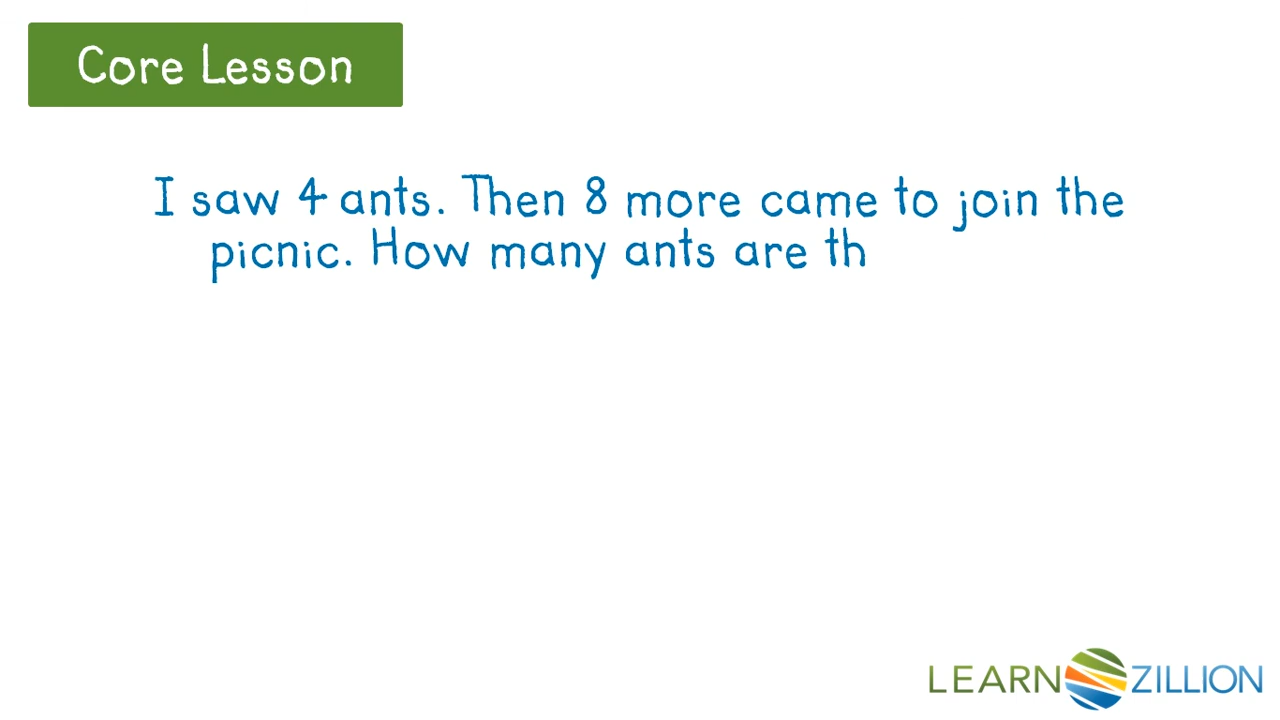 Core Lesson
I saw 4 ants. Then 8 more came to join the
picnic. How many ants are th
LEARN ZILLION